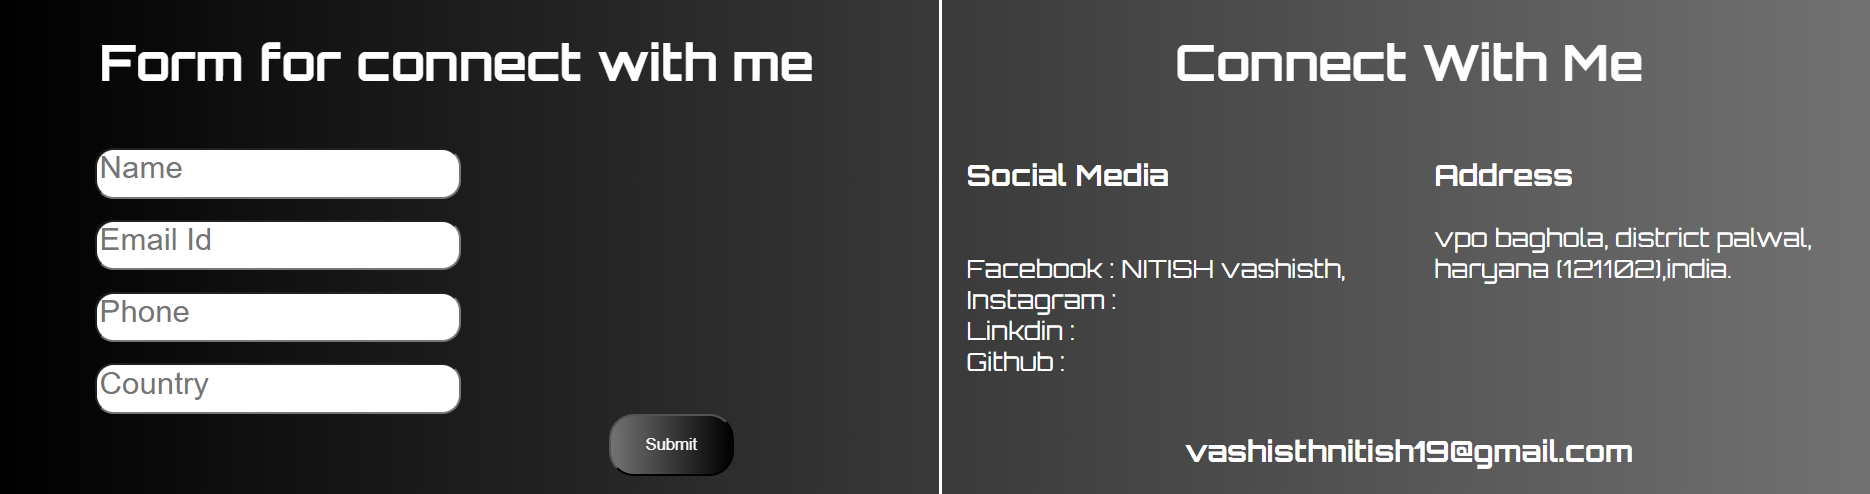 Form for connect with me
Name
Email Id
Phone
Country
Submit
Connect With Me
Social Media
Facebook : NITISH vashisth,
Instagram :
Linkdin :
Github :
Address
vpo baghola, district palwal,
haryana (121102),india.
vashisthnitish19@gmail.com